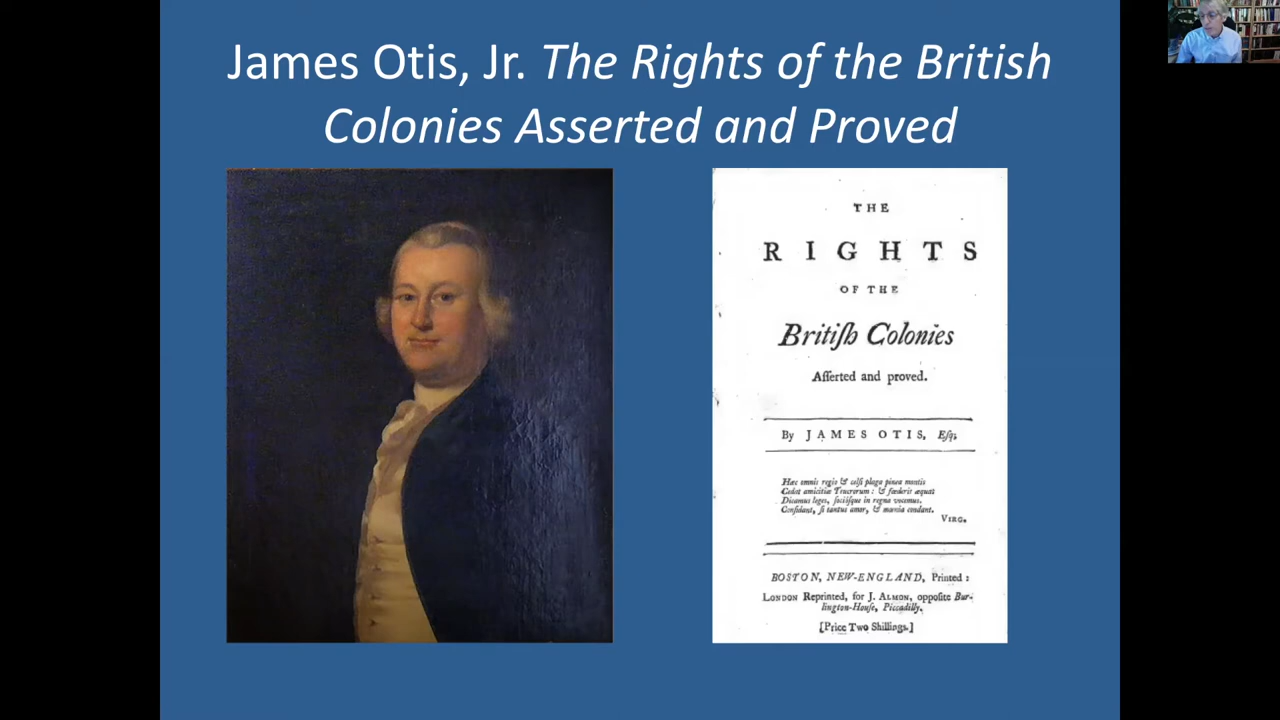 James Otis, Jr. The Rights of the British
Colonies Asserted and Proved
THE
RIGHTS
OF THE
Britiſh Colonies
Aſſerted and proved.
By JAMES OTIS, Eſq;
Hæc omnis regio & celſi plaga pinea montis
Cedat amicitiæ Teucrorum: & fœderis æquas
Dicamus leges, ſociiſque in regna vocemus.
Conſidant, ſi tantus amor, & mœnia condant.
VIRG.
BOSTON, NEW-ENGLAND, Printed:
LONDON Reprinted, for J. ALMON, oppoſite Bur-
lington-Houſe, Piccadilly.
[Price Two Shillings.]